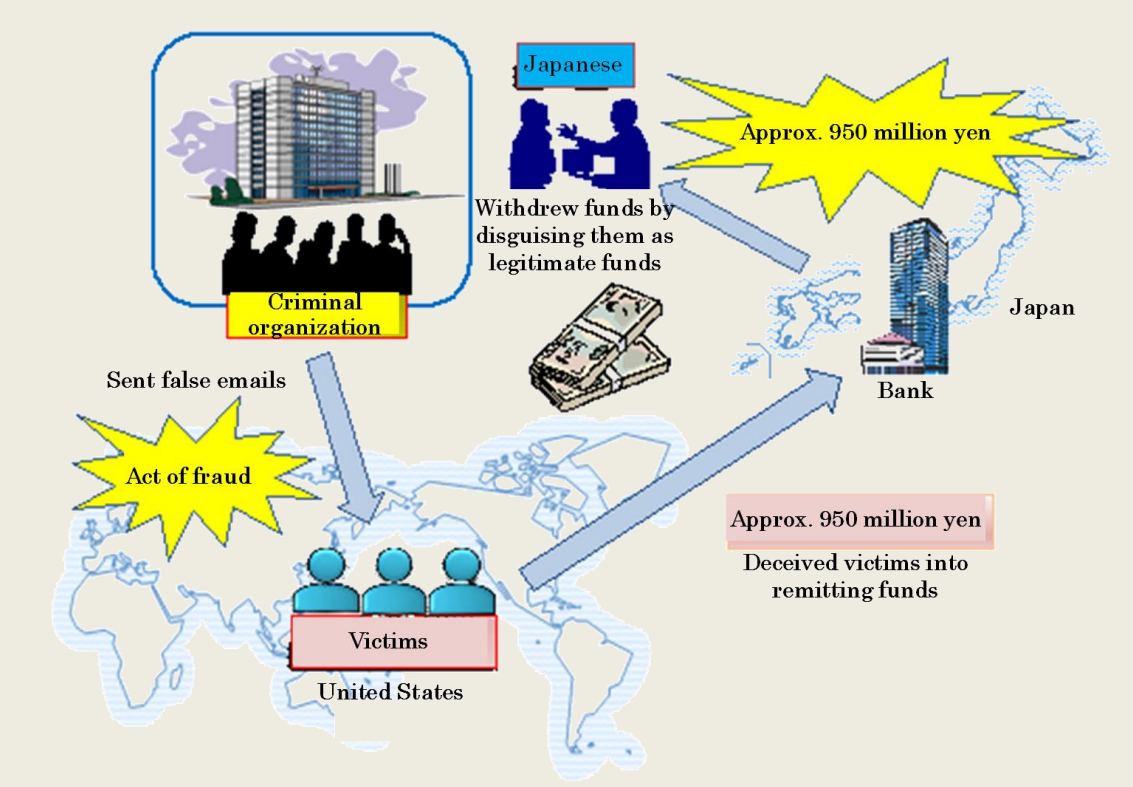 Japanese
Approx. 950 million yen
Withdrew funds by
disguising them as
legitimate funds
Criminal
organization
Japan
Bank
Sent false emails
Act of fraud
Approx. 950 million yen
Deceived victims into
remitting funds
Victims
United States